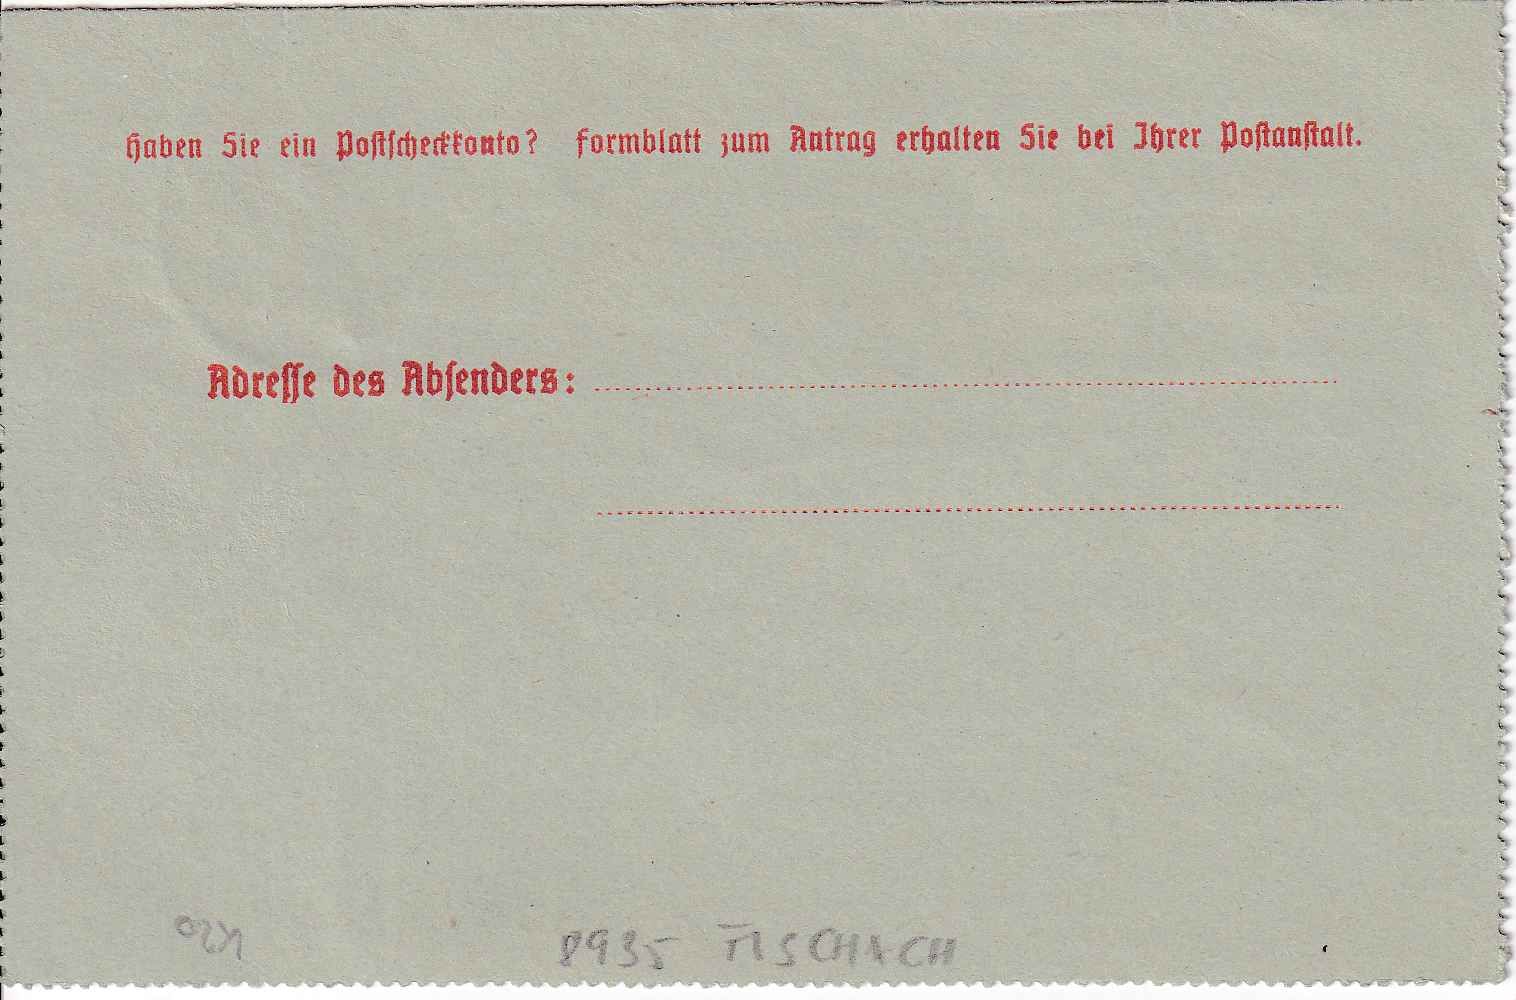 Haben Sie ein Postscheckkonto? Formblatt zum Antrag erhalten Sie bei Ihrer Postanstalt.
Adresse des Absenders:
8935 FISCHACH